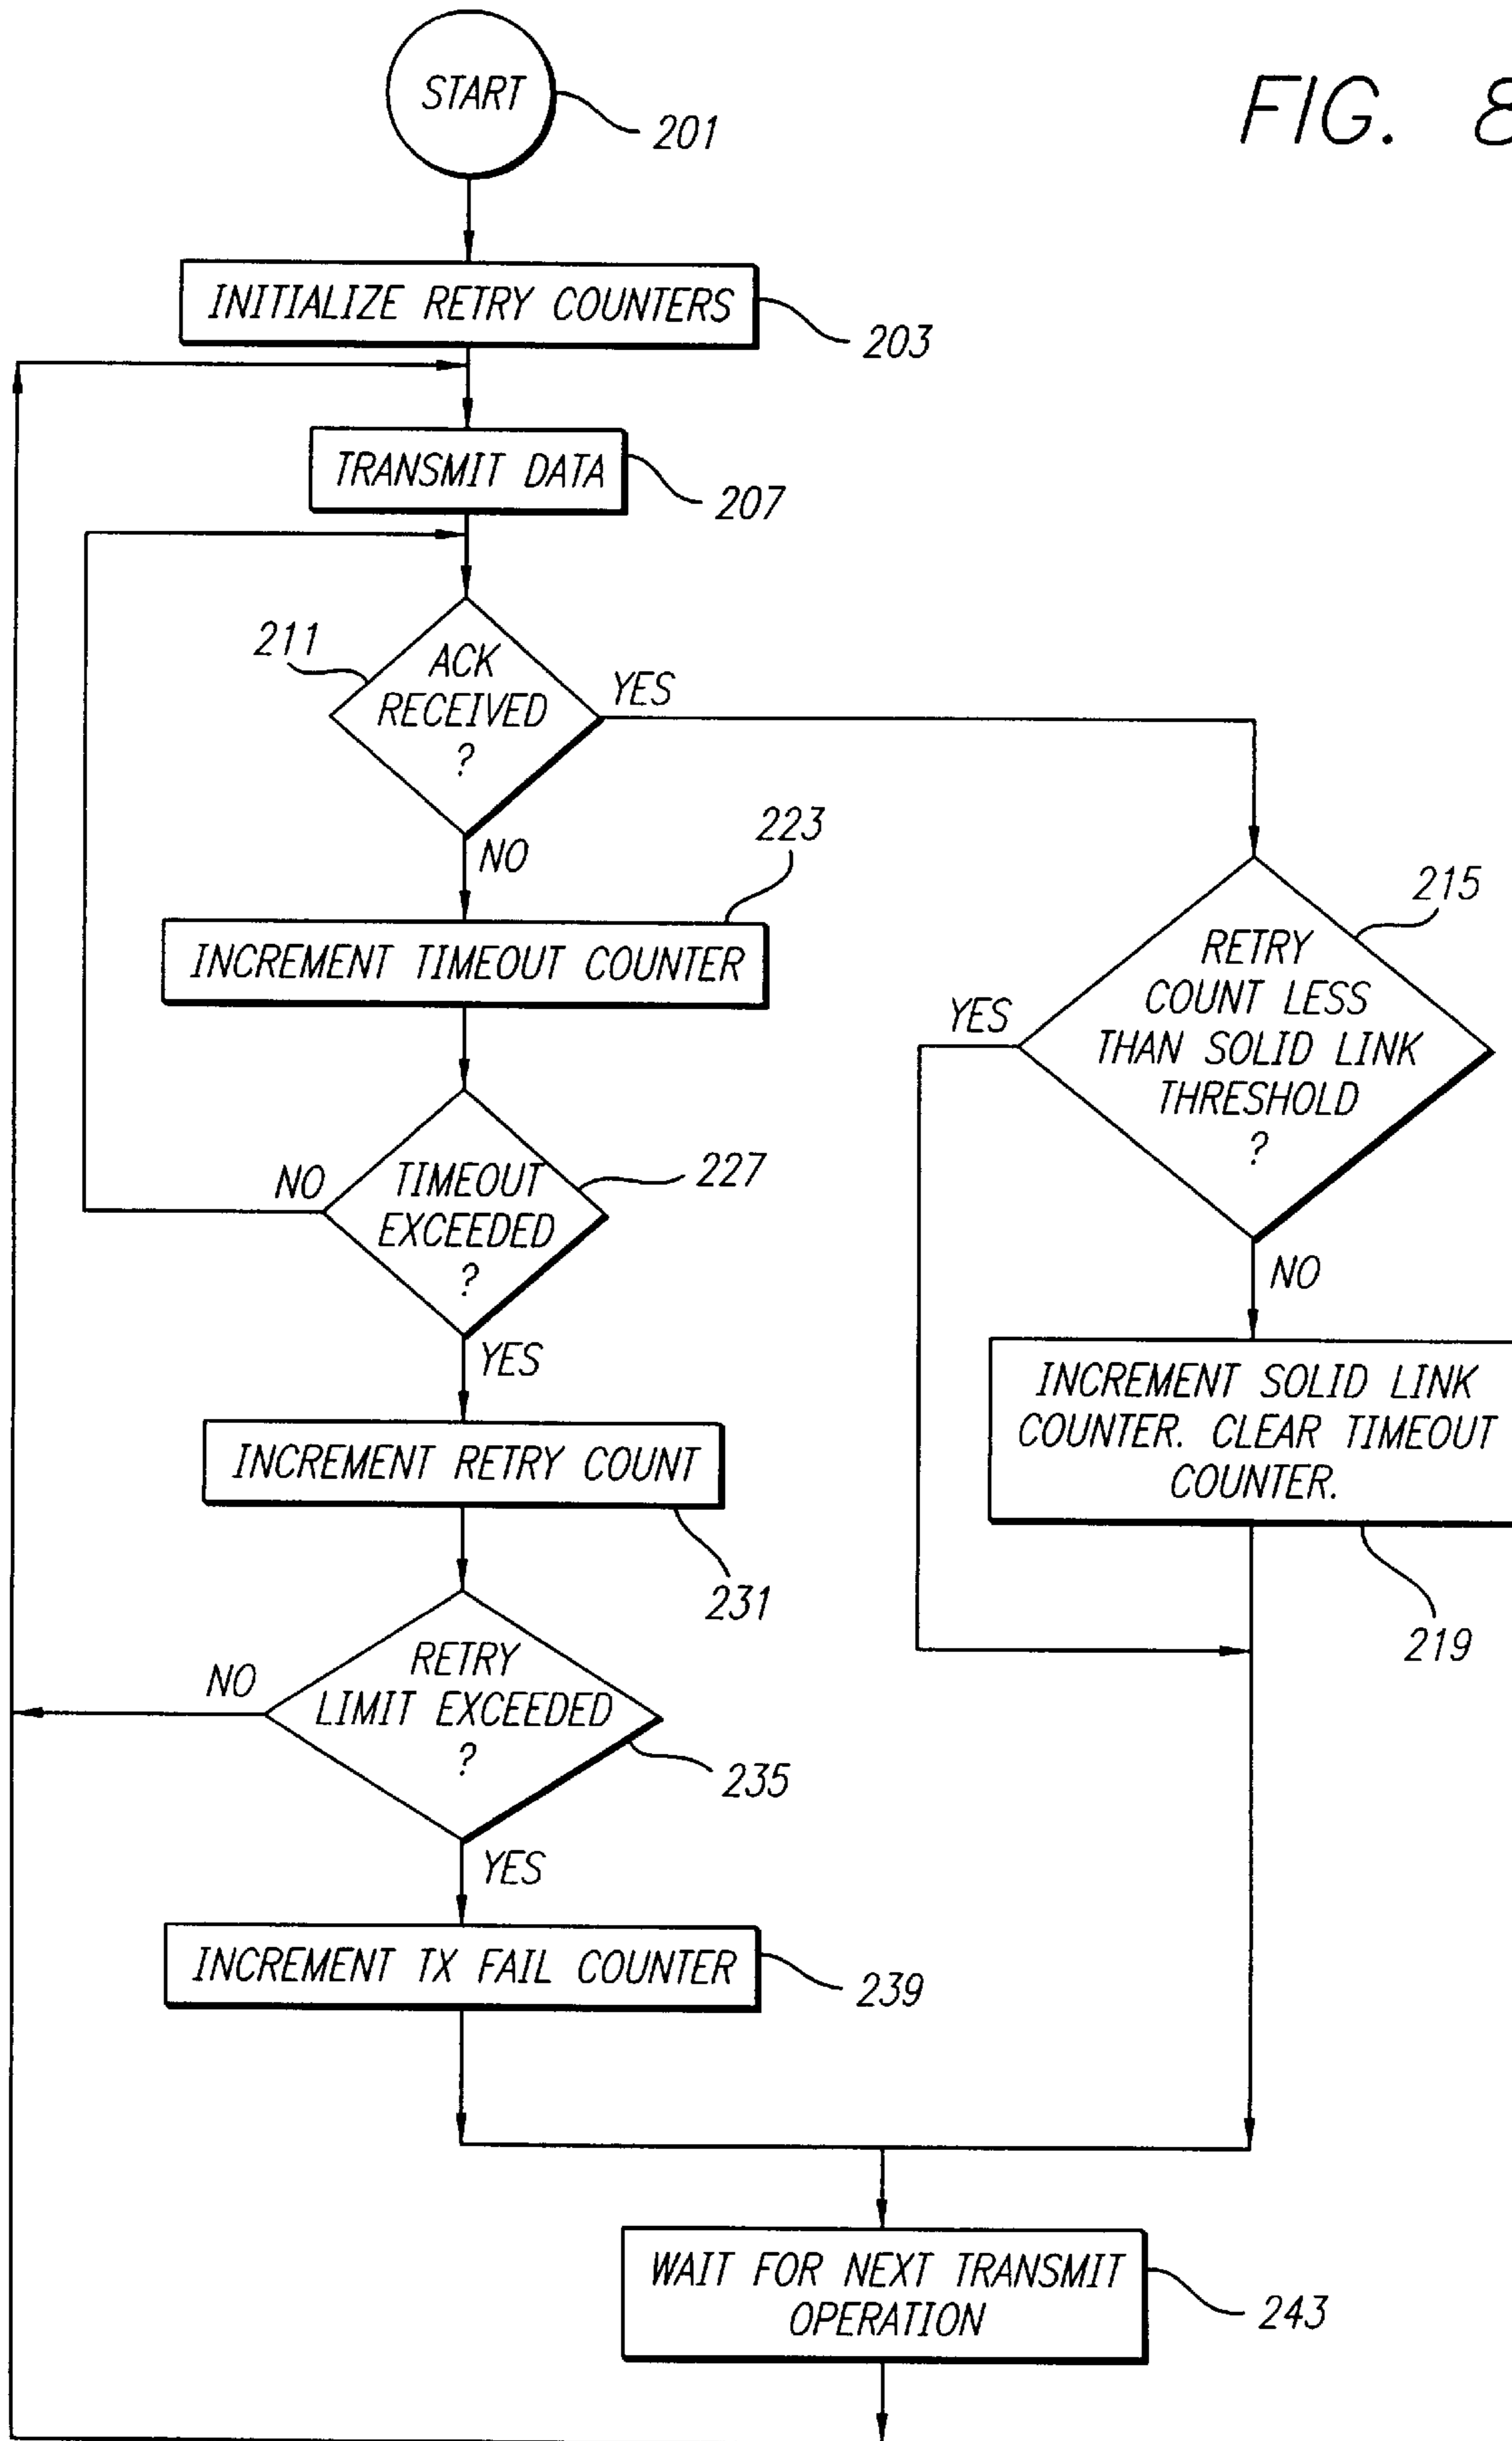 START
201
FIG. 8
INITIALIZE RETRY COUNTERS
203
TRANSMIT DATA
207
211
ACK
RECEIVED
?
YES
NO
223
INCREMENT TIMEOUT COUNTER
215
RETRY
COUNT LESS
THAN SOLID LINK
THRESHOLD
?
YES
NO
TIMEOUT
EXCEEDED
?
227
NO
YES
INCREMENT SOLID LINK
COUNTER. CLEAR TIMEOUT
COUNTER.
219
INCREMENT RETRY COUNT
231
RETRY
LIMIT EXCEEDED
?
NO
235
YES
INCREMENT TX FAIL COUNTER
239
WAIT FOR NEXT TRANSMIT
OPERATION
243